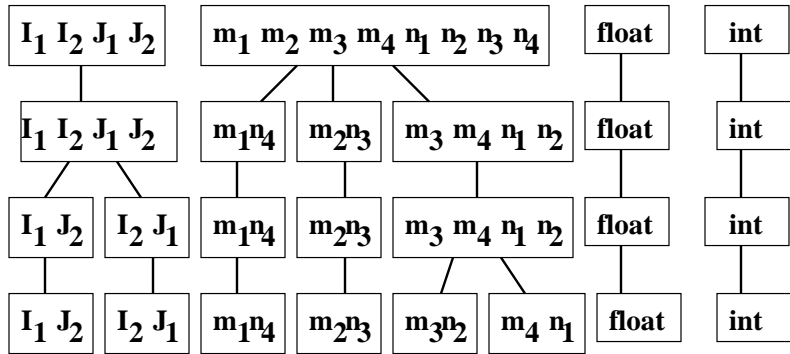 I₁ I₂ J₁ J₂ m₁ m₂ m₃ m₄ n₁ n₂ n₃ n₄ float int
I₁ I₂ J₁ J₂ m₁n₄ m₂n₃ m₃ m₄ n₁ n₂ float int
I₁ J₂ I₂ J₁ m₁n₄ m₂n₃ m₃ m₄ n₁ n₂ float int
I₁ J₂ I₂ J₁ m₁n₄ m₂n₃ m₃n₂ m₄ n₁ float int